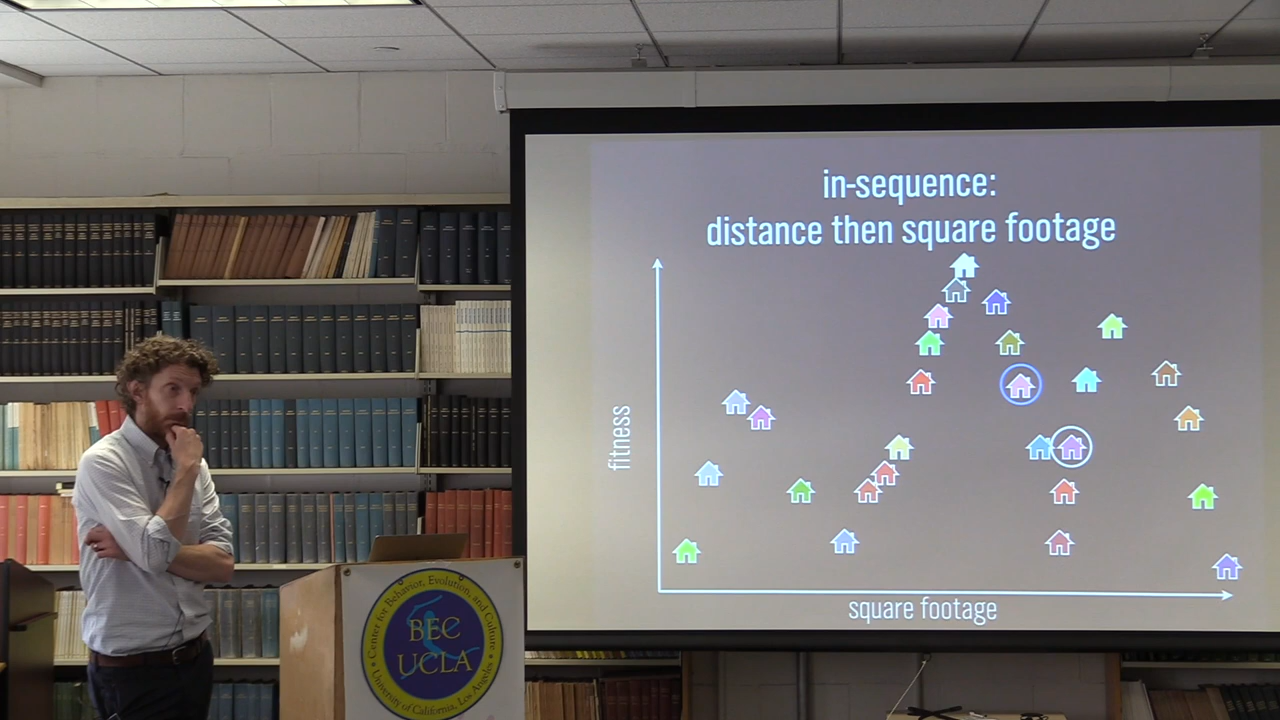 in-sequence:
distance then square footage
fitness
square footage
Center for Behavior, Evolution, and Culture
BEC
UCLA
University of California, Los Angeles